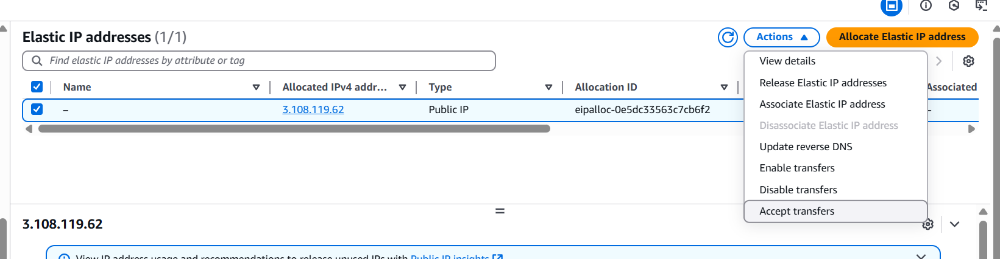 Elastic IP addresses (1/1)
Actions
Allocate Elastic IP address
Find elastic IP addresses by attribute or tag
Name
Allocated IPv4 addr...
Type
Allocation ID
Associated
–
3.108.119.62
Public IP
eipalloc-0e5dc33563c7cb6f2
–
View details
Release Elastic IP addresses
Associate Elastic IP address
Disassociate Elastic IP address
Update reverse DNS
Enable transfers
Disable transfers
Accept transfers
3.108.119.62
View IP address usage and recommendations to release unused IPs with Public IP insights